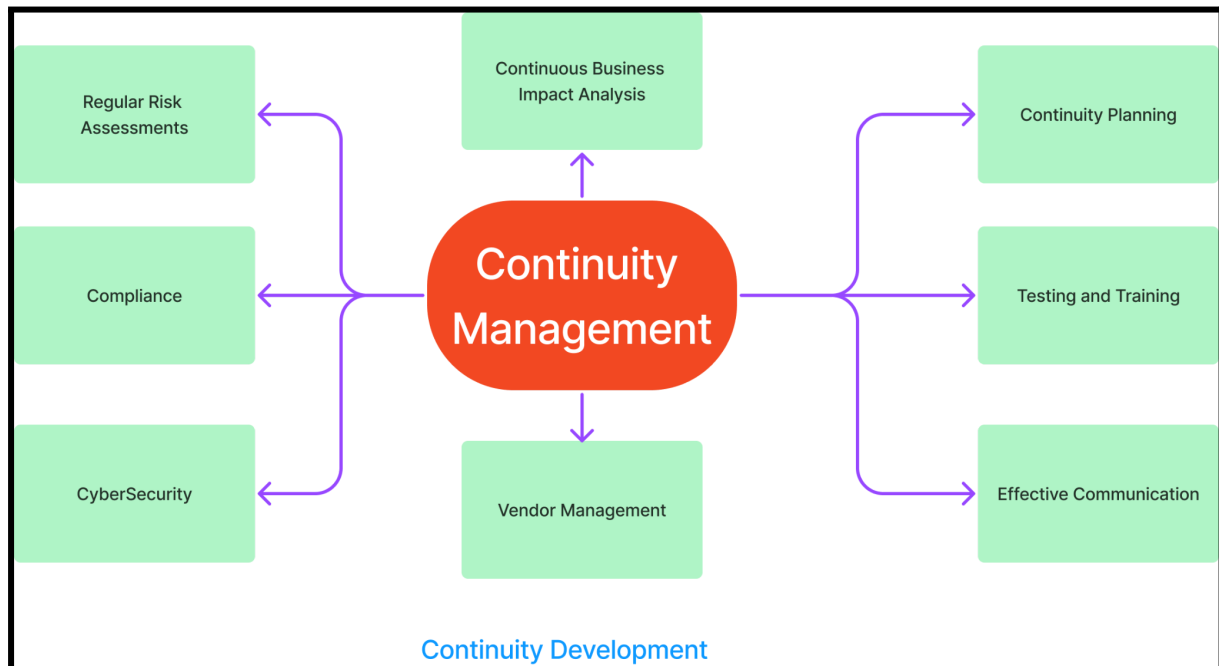 Continuous Business
Impact Analysis
Regular Risk
Assessments
Continuity Planning
Continuity
Management
Compliance
Testing and Training
CyberSecurity
Vendor Management
Effective Communication
Continuity Development